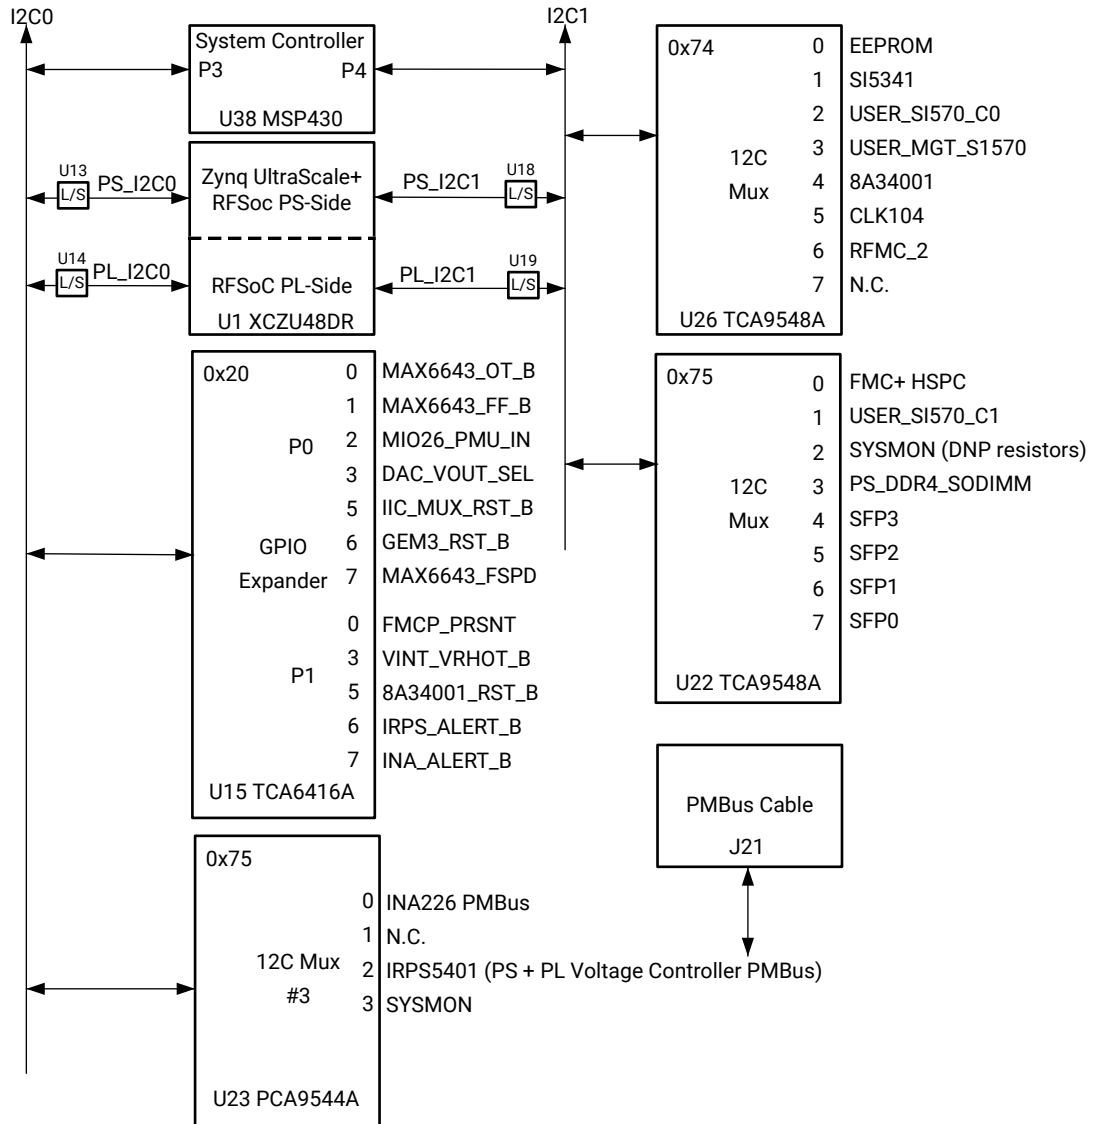 I2C0
I2C1
System Controller
P3 P4
U38 MSP430
U13
L/S
PS_I2C0
Zynq UltraScale+
RFSoc PS-Side
PS_I2C1
U18
L/S
U14
L/S
PL_I2C0
RFSoC PL-Side
U1 XCZU48DR
PL_I2C1
U19
L/S
0x20
P0
GPIO
Expander
P1
0 MAX6643_OT_B
1 MAX6643_FF_B
2 MIO26_PMU_IN
3 DAC_VOUT_SEL
5 IIC_MUX_RST_B
6 GEM3_RST_B
7 MAX6643_FSPD
0 FMCP_PRSNT
3 VINT_VRHOT_B
5 8A34001_RST_B
6 IRPS_ALERT_B
7 INA_ALERT_B
U15 TCA6416A
0x75
12C Mux
#3
0 INA226 PMBus
1 N.C.
2 IRPS5401 (PS + PL Voltage Controller PMBus)
3 SYSMON
U23 PCA9544A
0x74
12C
Mux
0 EEPROM
1 SI5341
2 USER_SI570_C0
3 USER_MGT_S1570
4 8A34001
5 CLK104
6 RFMC_2
7 N.C.
U26 TCA9548A
0x75
12C
Mux
0 FMC+ HSPC
1 USER_SI570_C1
2 SYSMON (DNP resistors)
3 PS_DDR4_SODIMM
4 SFP3
5 SFP2
6 SFP1
7 SFP0
U22 TCA9548A
PMBus Cable
J21